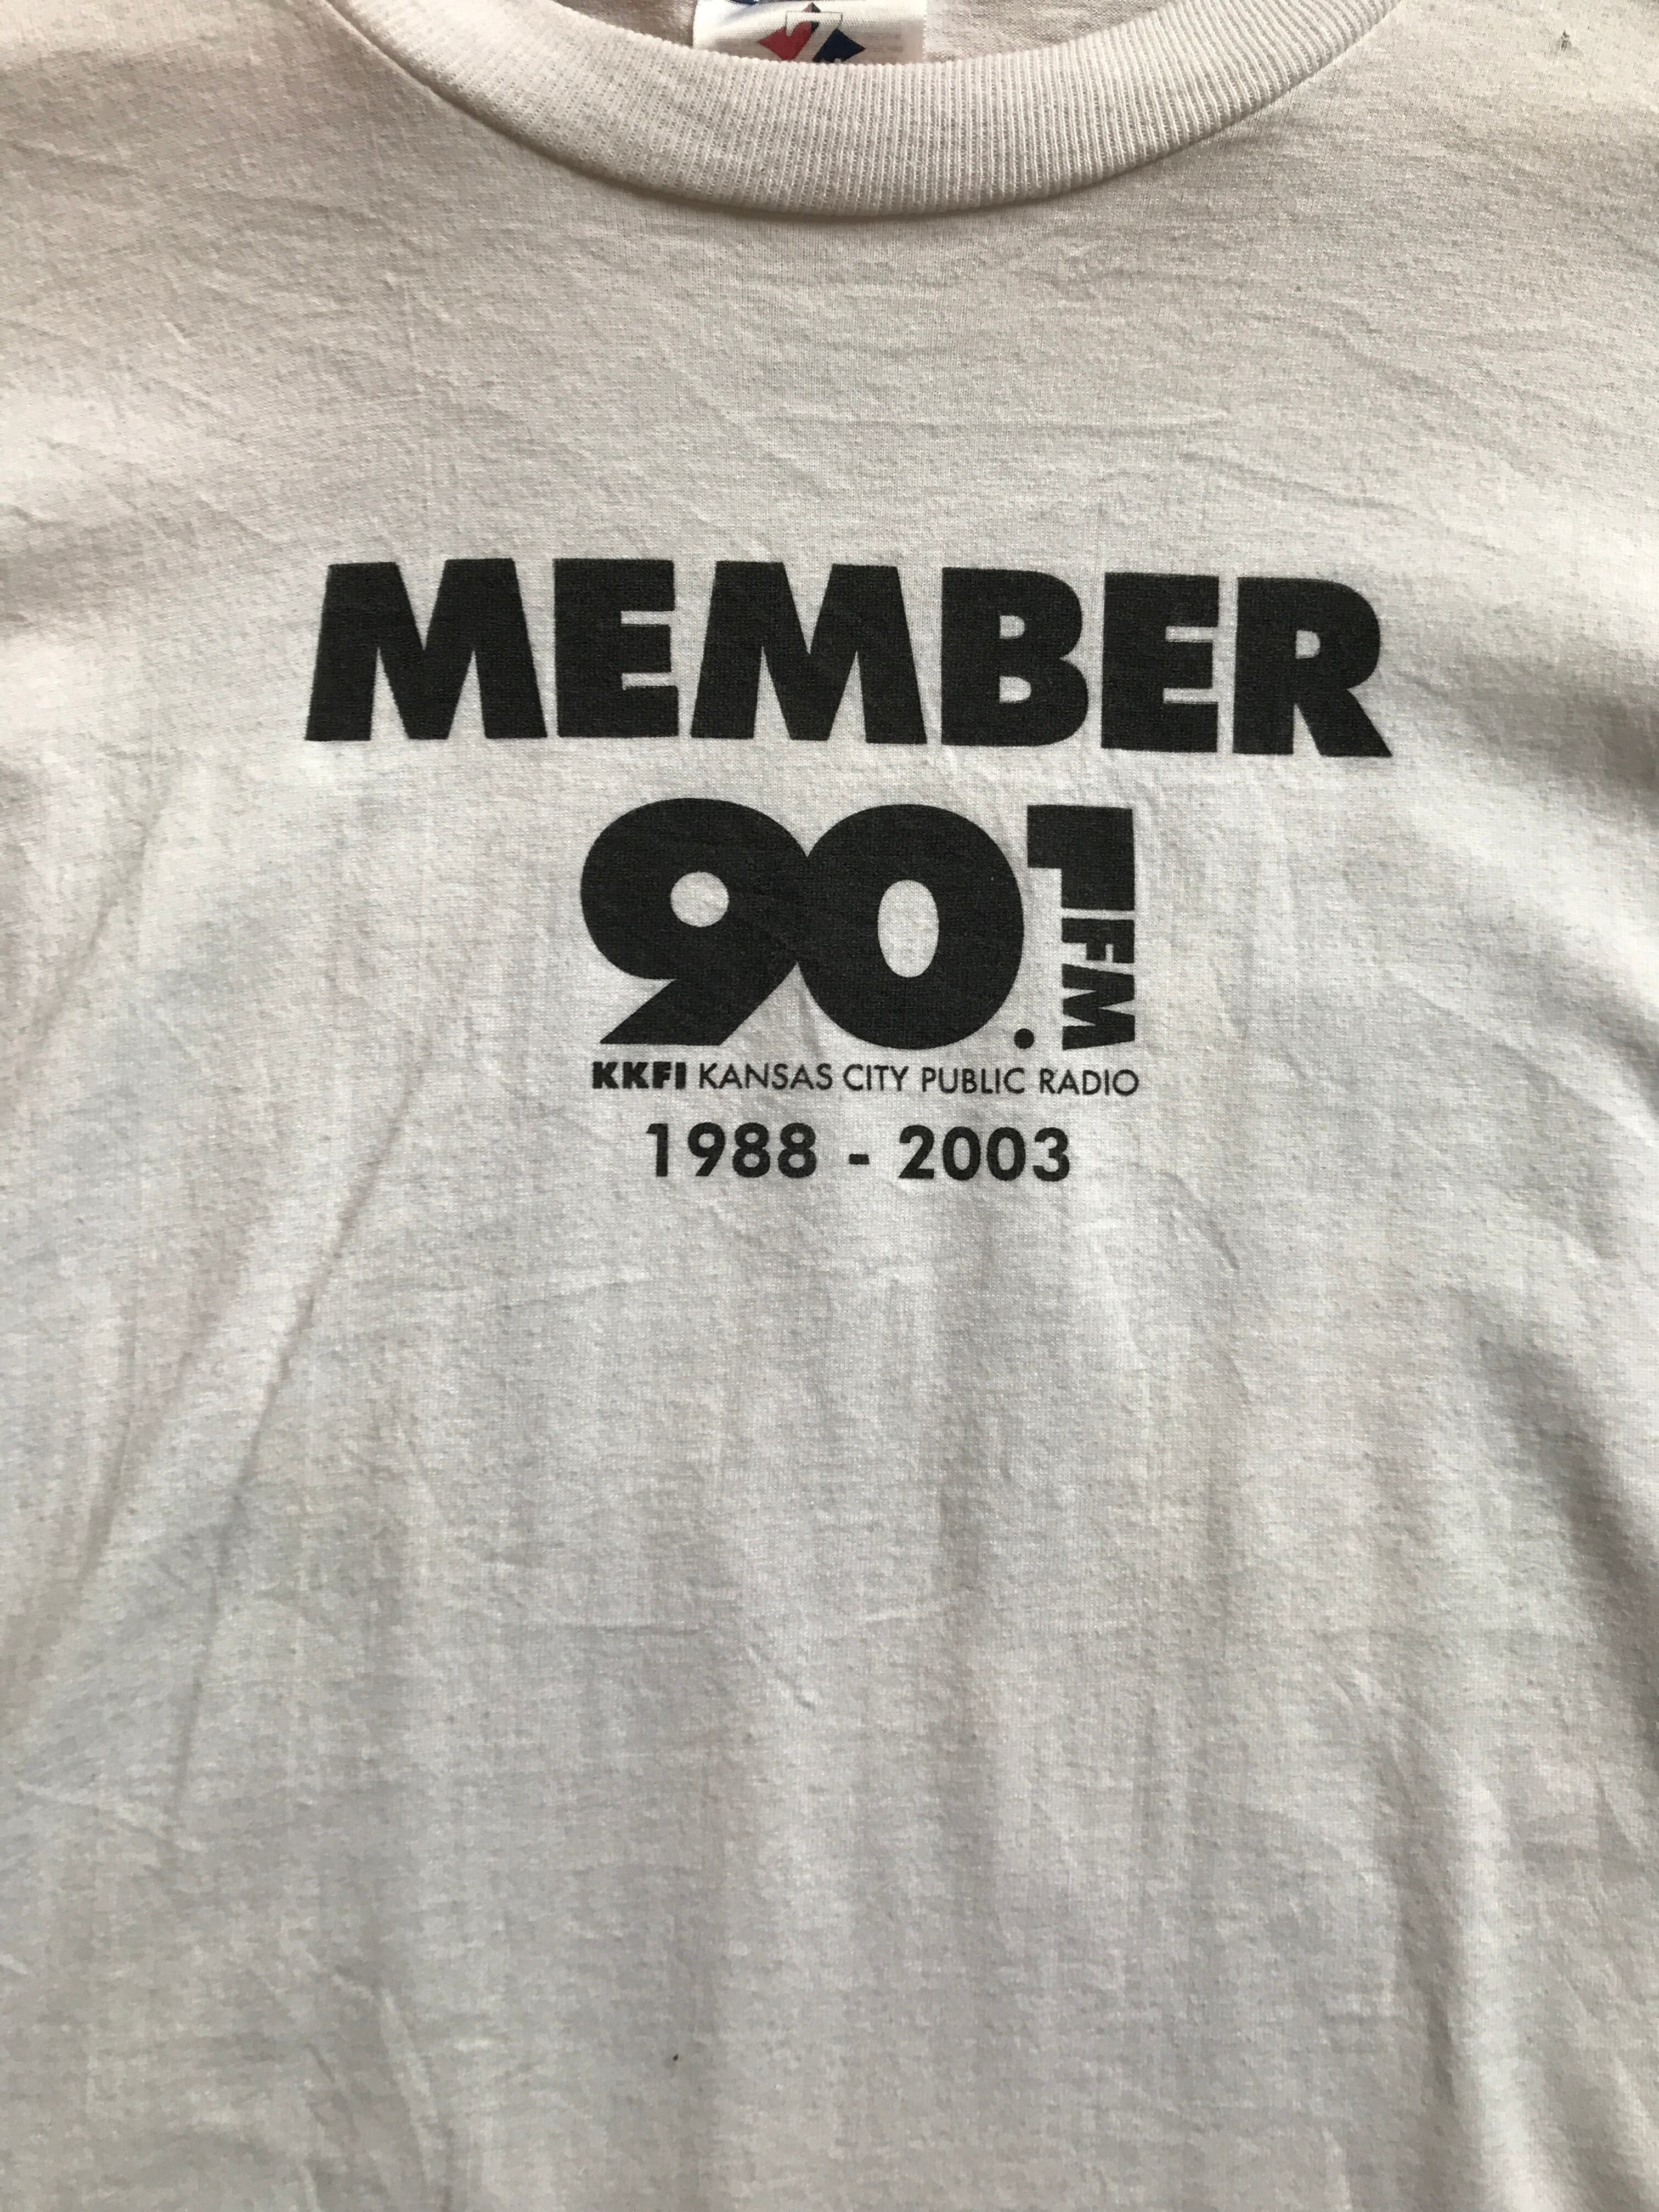 MEMBER
90.1 FM
KKFI KANSAS CITY PUBLIC RADIO
1988 - 2003